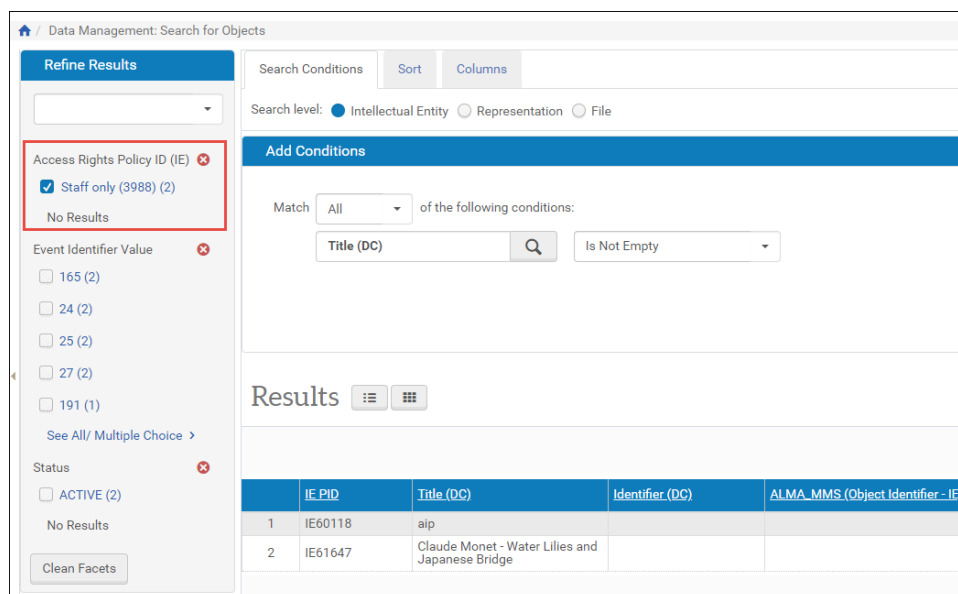 / Data Management: Search for Objects
Refine Results
Access Rights Policy ID (IE)
Staff only (3988) (2)
No Results
Event Identifier Value
165 (2)
24 (2)
25 (2)
27 (2)
191 (1)
See All/ Multiple Choice >
Status
ACTIVE (2)
No Results
Clean Facets
Search Conditions Sort Columns
Search level: Intellectual Entity Representation File
Add Conditions
Match All of the following conditions:
Title (DC) Is Not Empty
Results
IE PID Title (DC) Identifier (DC) ALMA_MMS (Object Identifier - IE
1 IE60118 aip
2 IE61647 Claude Monet - Water Lilies and
Japanese Bridge